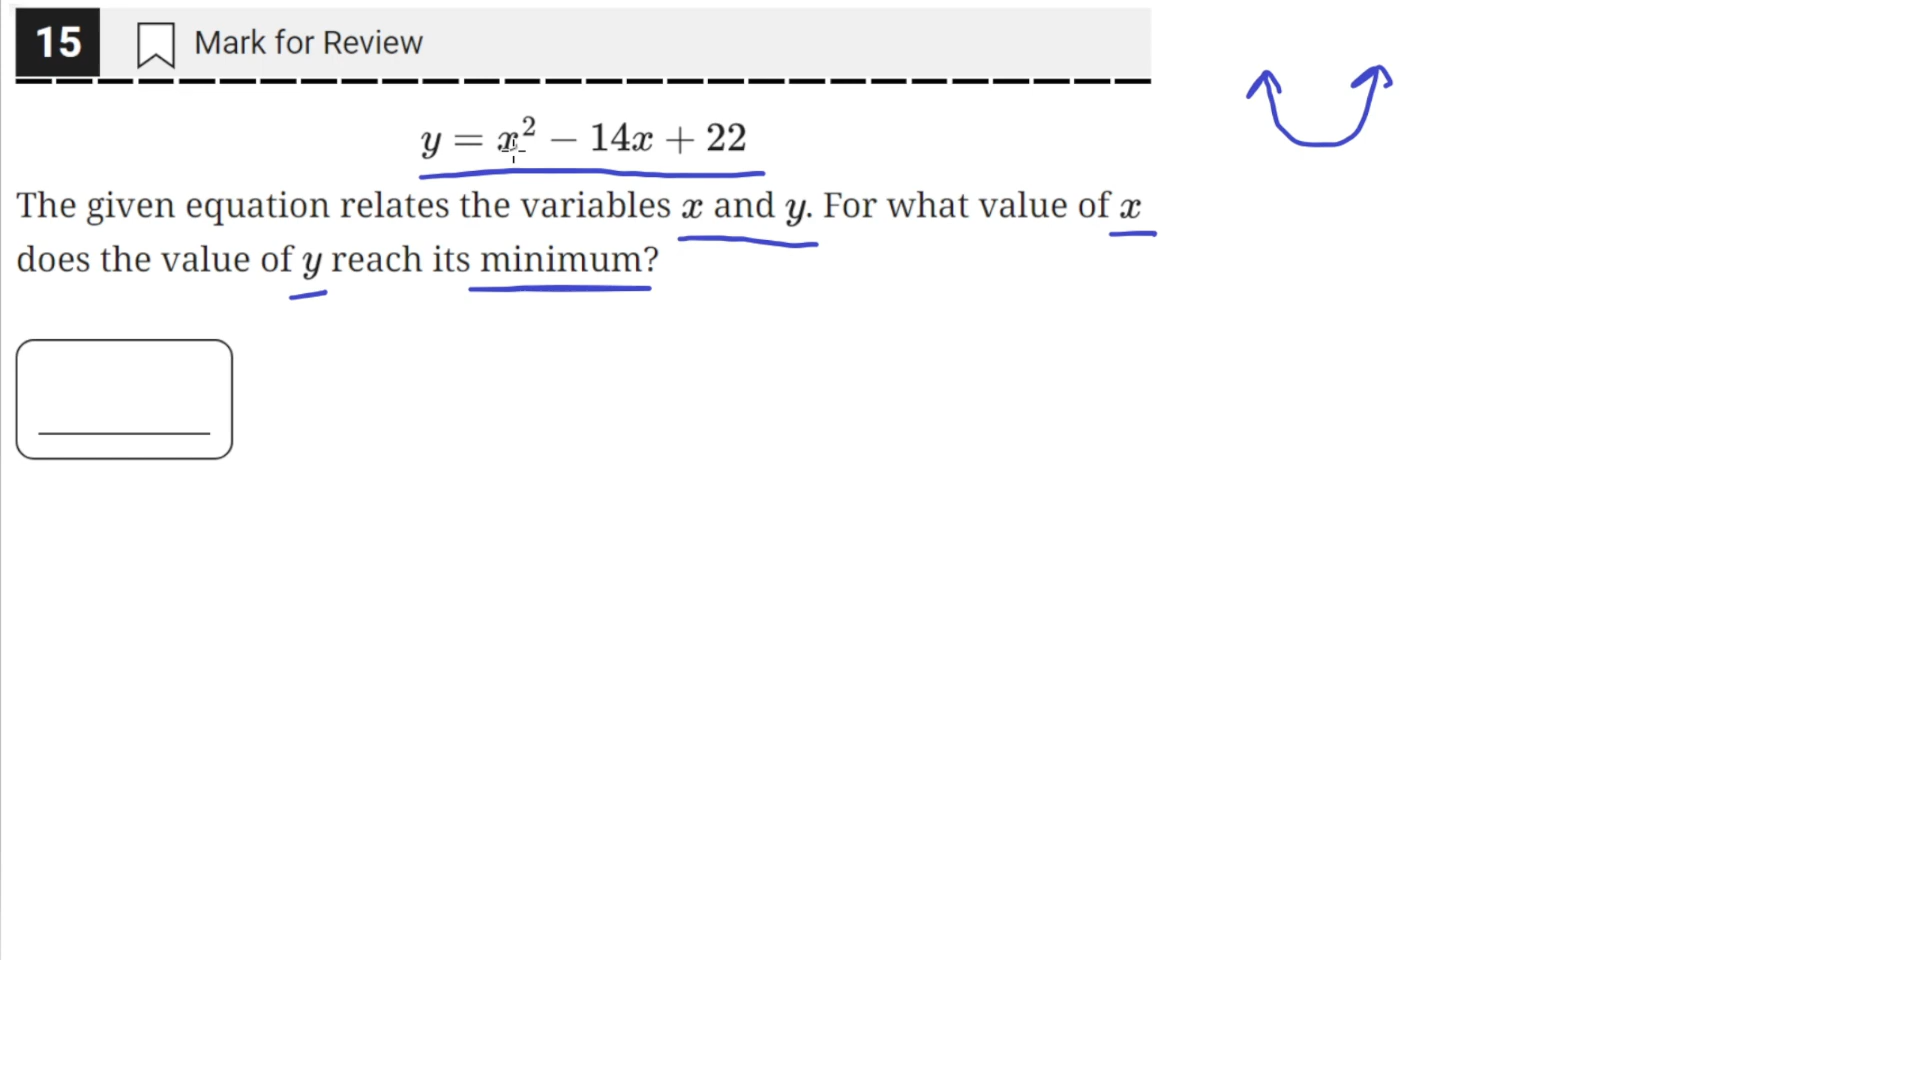 15 Mark for Review
y = x² − 14x + 22
The given equation relates the variables x and y. For what value of x
does the value of y reach its minimum?